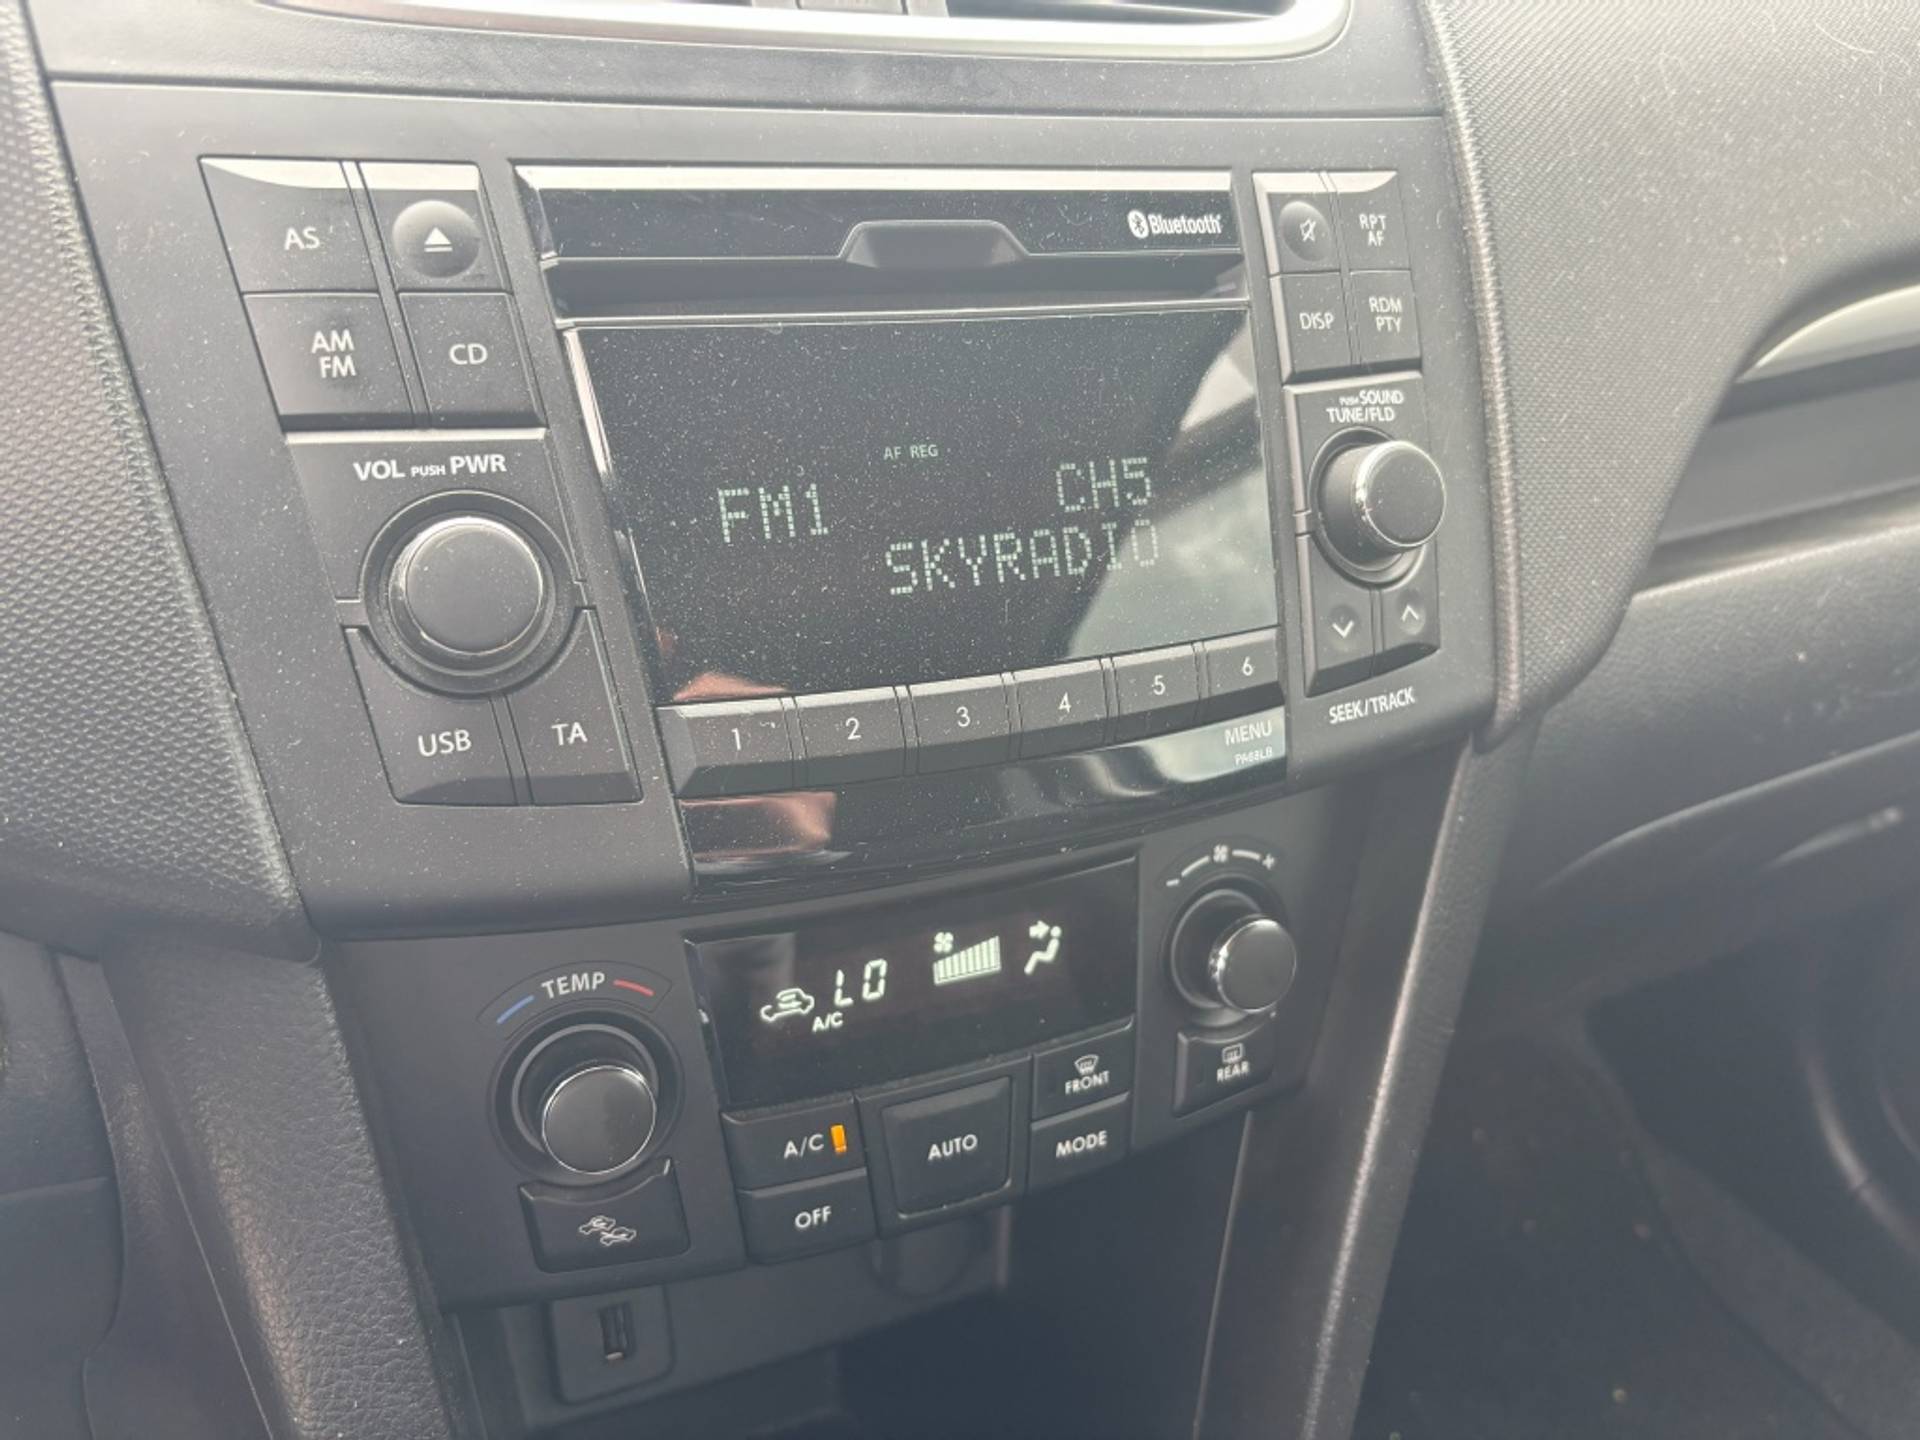 AS
Bluetooth
RPT
AF
AM
FM
CD
DISP
RDM
PTY
PUSH SOUND
TUNE/FLD
VOL PUSH PWR
AF REG
FM1
CH5
SKYRADIO
USB
TA
1
2
3
4
5
6
SEEK/TRACK
MENU
TEMP
LO
A/C
FRONT
REAR
A/C
AUTO
MODE
OFF